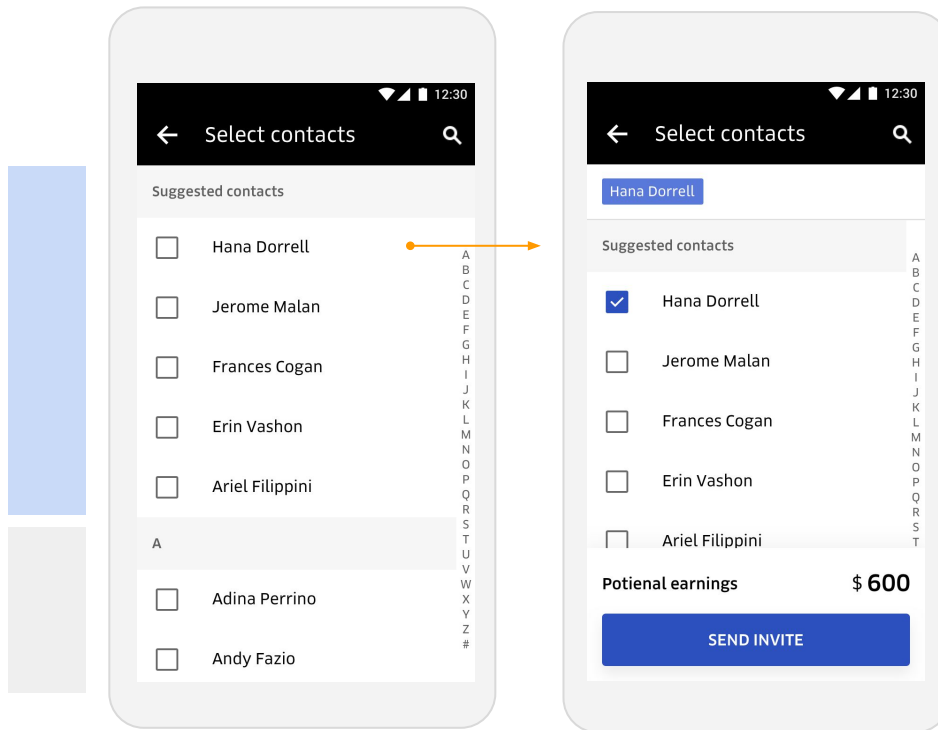 12:30
Select contacts
Suggested contacts
Hana Dorrell
Jerome Malan
Frances Cogan
Erin Vashon
Ariel Filippini
A
Adina Perrino
Andy Fazio
A
B
C
D
E
F
G
H
I
J
K
L
M
N
O
P
Q
R
S
T
U
V
W
X
Y
Z
#
12:30
Select contacts
Hana Dorrell
Suggested contacts
Hana Dorrell
Jerome Malan
Frances Cogan
Erin Vashon
Ariel Filippini
A
B
C
D
E
F
G
H
I
J
K
L
M
N
O
P
Q
R
S
T
Potienal earnings $ 600
SEND INVITE